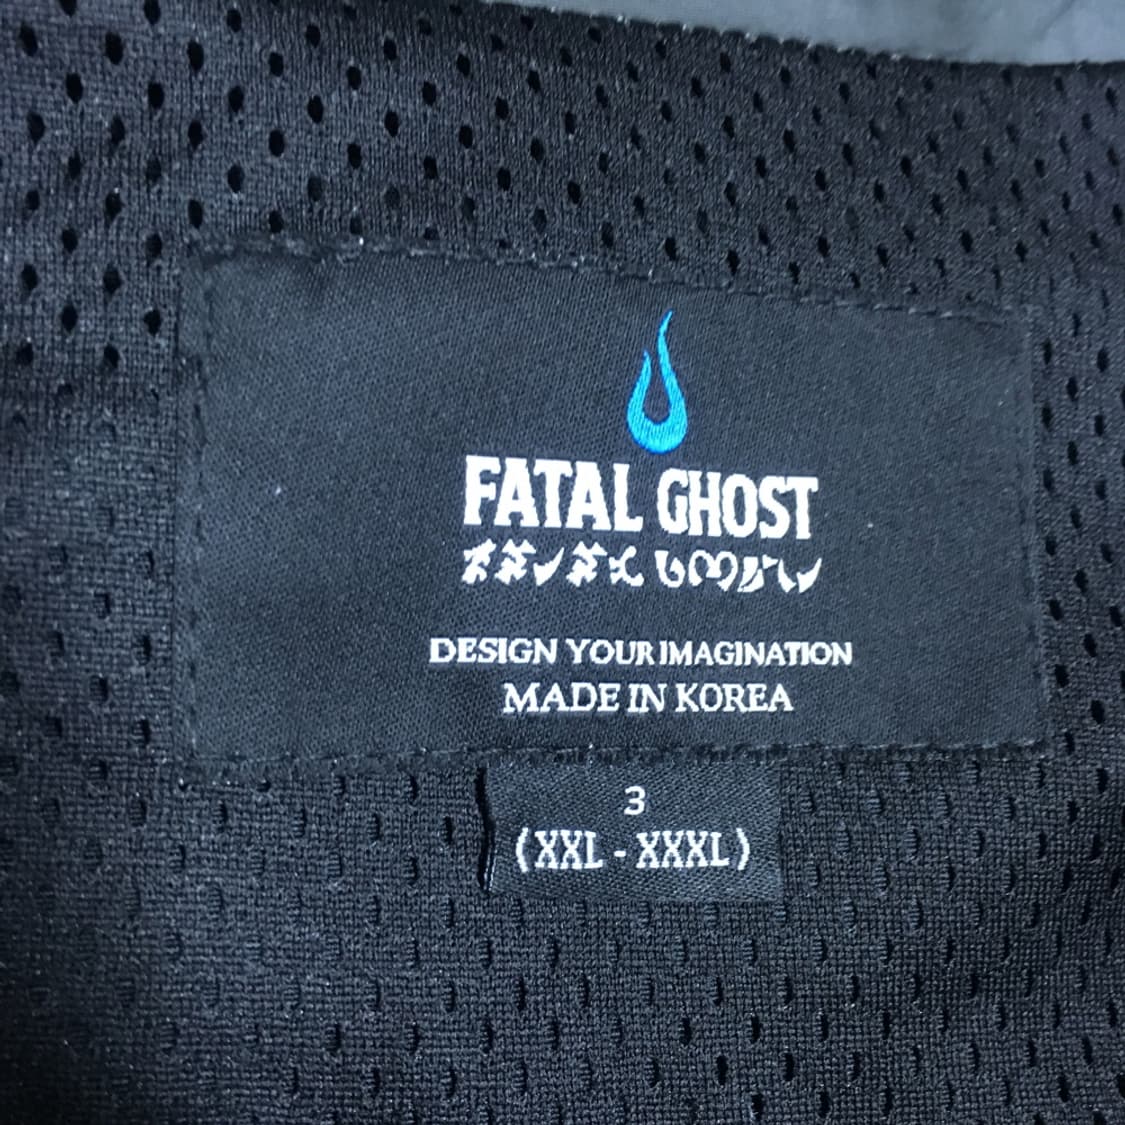 FATAL GHOST
DESIGN YOUR IMAGINATION
MADE IN KOREA
3
(XXL - XXXL)